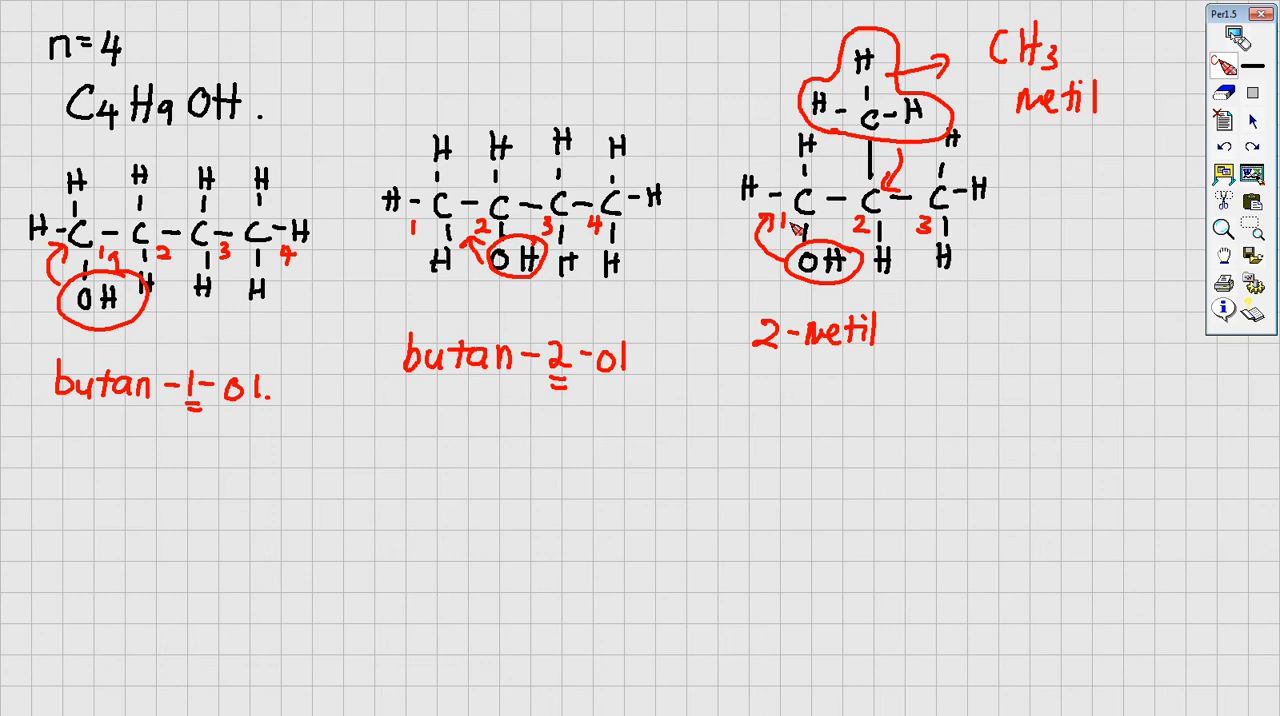 n=4
C4H9OH.
H H H H
H-C-C-C-C-H
1 2 3 4
OH H H H
butan-1-ol.
H H H H
H-C-C-C-C-H
1 2 3 4
H OH H H
butan-2-ol
H
H-C-H
H H
H-C-C-C-H
1 2 3
OH H H
2-metil
CH3
metil
Per1.5